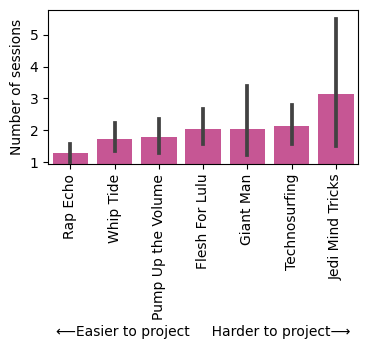 Number of sessions
5
4
3
2
1
Rap Echo
Whip Tide
Pump Up the Volume
Flesh For Lulu
Giant Man
Technosurfing
Jedi Mind Tricks
⟵Easier to project Harder to project⟶